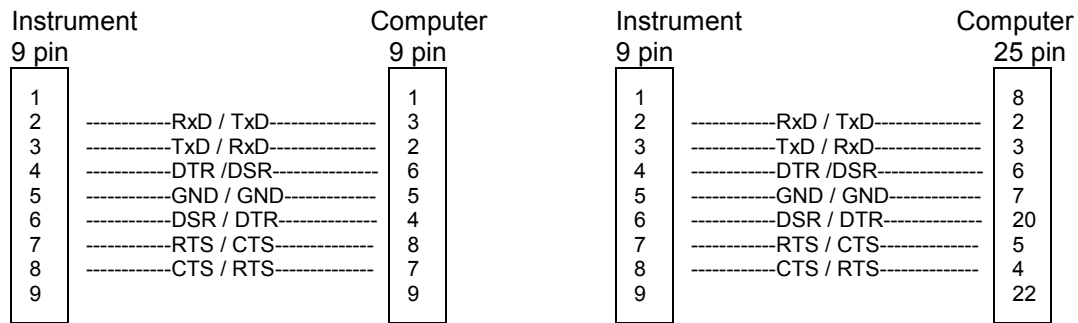 Instrument Computer Instrument Computer
9 pin 9 pin 9 pin 25 pin
1 1 1 8
2 ------------RxD / TxD--------------- 3 2 ------------RxD / TxD--------------- 2
3 ------------TxD / RxD--------------- 2 3 ------------TxD / RxD--------------- 3
4 ------------DTR /DSR--------------- 6 4 ------------DTR /DSR--------------- 6
5 ------------GND / GND------------- 5 5 ------------GND / GND------------- 7
6 ------------DSR / DTR-------------- 4 6 ------------DSR / DTR-------------- 20
7 ------------RTS / CTS-------------- 8 7 ------------RTS / CTS-------------- 5
8 ------------CTS / RTS-------------- 7 8 ------------CTS / RTS-------------- 4
9 9 9 22